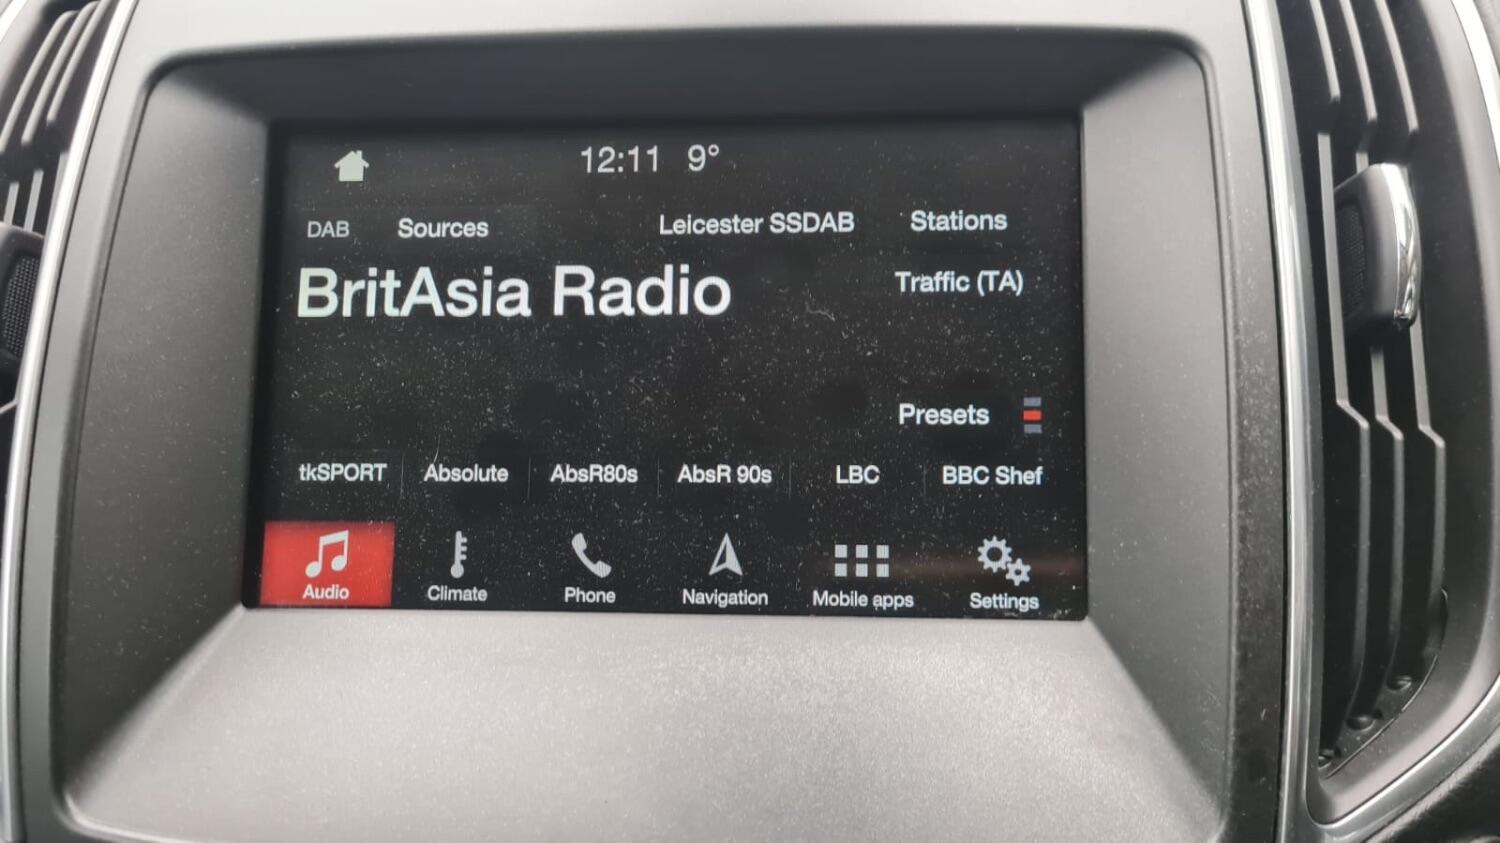 12:11 9°
DAB Sources Leicester SSDAB Stations
BritAsia Radio Traffic (TA)
Presets
tkSPORT Absolute AbsR80s AbsR 90s LBC BBC Shef
Audio Climate Phone Navigation Mobile apps Settings